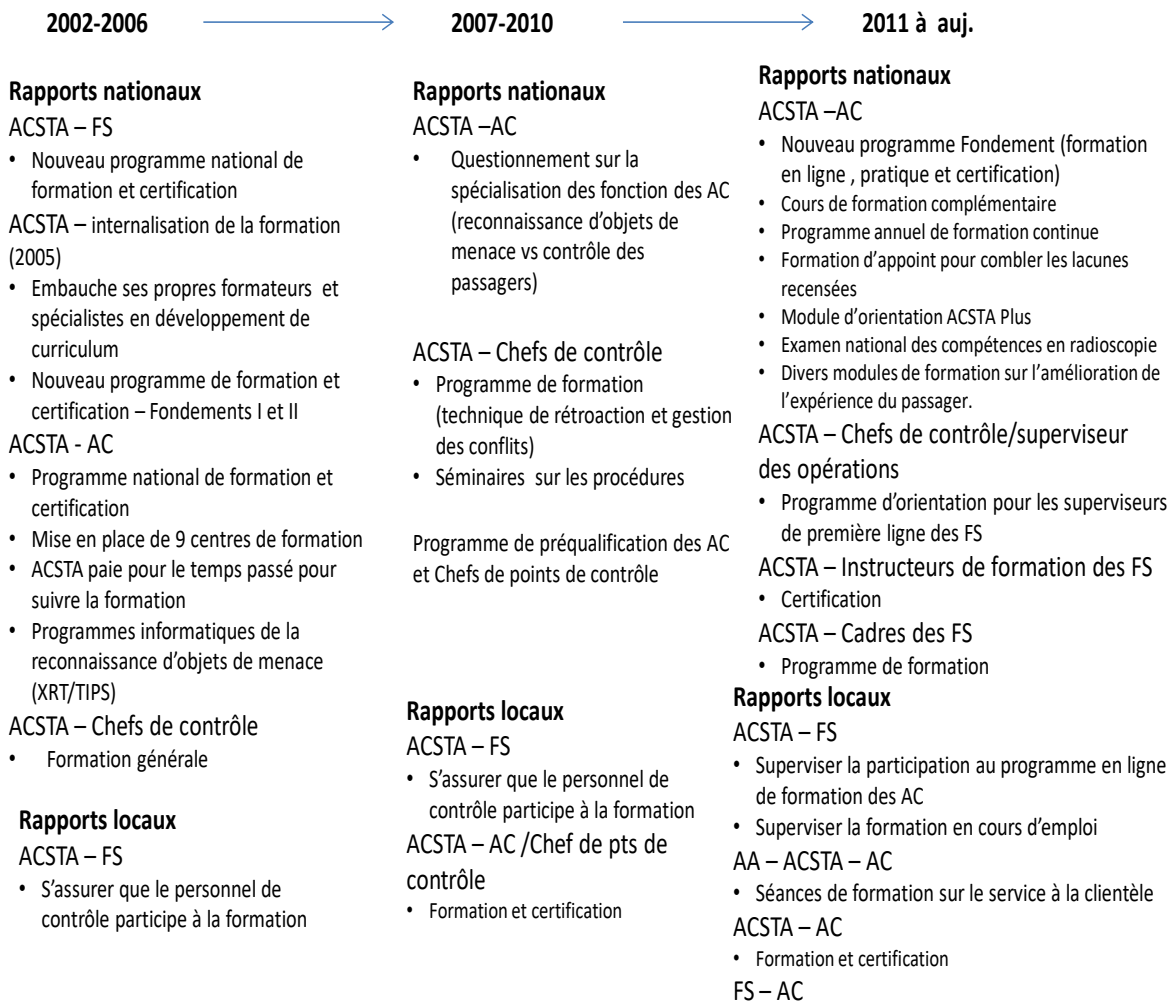 2002-2006
2007-2010
2011 à auj.
Rapports nationaux
ACSTA – FS
• Nouveau programme national de
formation et certification
ACSTA – internalisation de la formation
(2005)
• Embauche ses propres formateurs et
spécialistes en développement de
curriculum
• Nouveau programme de formation et
certification – Fondements I et II
ACSTA - AC
• Programme national de formation et
certification
• Mise en place de 9 centres de formation
• ACSTA paie pour le temps passé pour
suivre la formation
• Programmes informatiques de la
reconnaissance d'objets de menace
(XRT/TIPS)
ACSTA – Chefs de contrôle
• Formation générale
Rapports locaux
ACSTA – FS
• S'assurer que le personnel de
contrôle participe à la formation
Rapports nationaux
ACSTA –AC
• Questionnement sur la
spécialisation des fonction des AC
(reconnaissance d'objets de
menace vs contrôle des
passagers)
ACSTA – Chefs de contrôle
• Programme de formation
(technique de rétroaction et gestion
des conflits)
• Séminaires sur les procédures
Programme de préqualification des AC
et Chefs de points de contrôle
Rapports locaux
ACSTA – FS
• S'assurer que le personnel de
contrôle participe à la formation
ACSTA – AC /Chef de pts de
contrôle
• Formation et certification
Rapports nationaux
ACSTA –AC
• Nouveau programme Fondement (formation
en ligne , pratique et certification)
• Cours de formation complémentaire
• Programme annuel de formation continue
• Formation d'appoint pour combler les lacunes
recensées
• Module d'orientation ACSTA Plus
• Examen national des compétences en radioscopie
• Divers modules de formation sur l'amélioration de
l'expérience du passager.
ACSTA – Chefs de contrôle/superviseur
des opérations
• Programme d'orientation pour les superviseurs
de première ligne des FS
ACSTA – Instructeurs de formation des FS
• Certification
ACSTA – Cadres des FS
• Programme de formation
Rapports locaux
ACSTA – FS
• Superviser la participation au programme en ligne
de formation des AC
• Superviser la formation en cours d'emploi
AA – ACSTA – AC
• Séances de formation sur le service à la clientèle
ACSTA – AC
• Formation et certification
FS – AC